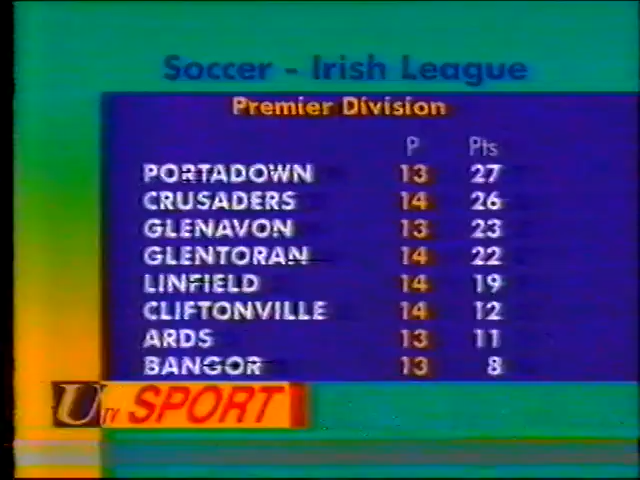 Soccer - Irish League
Premier Division
P Pts
PORTADOWN 13 27
CRUSADERS 14 26
GLENAVON 13 23
GLENTORAN 14 22
LINFIELD 14 19
CLIFTONVILLE 14 12
ARDS 13 11
BANGOR 13 8
UTV SPORT